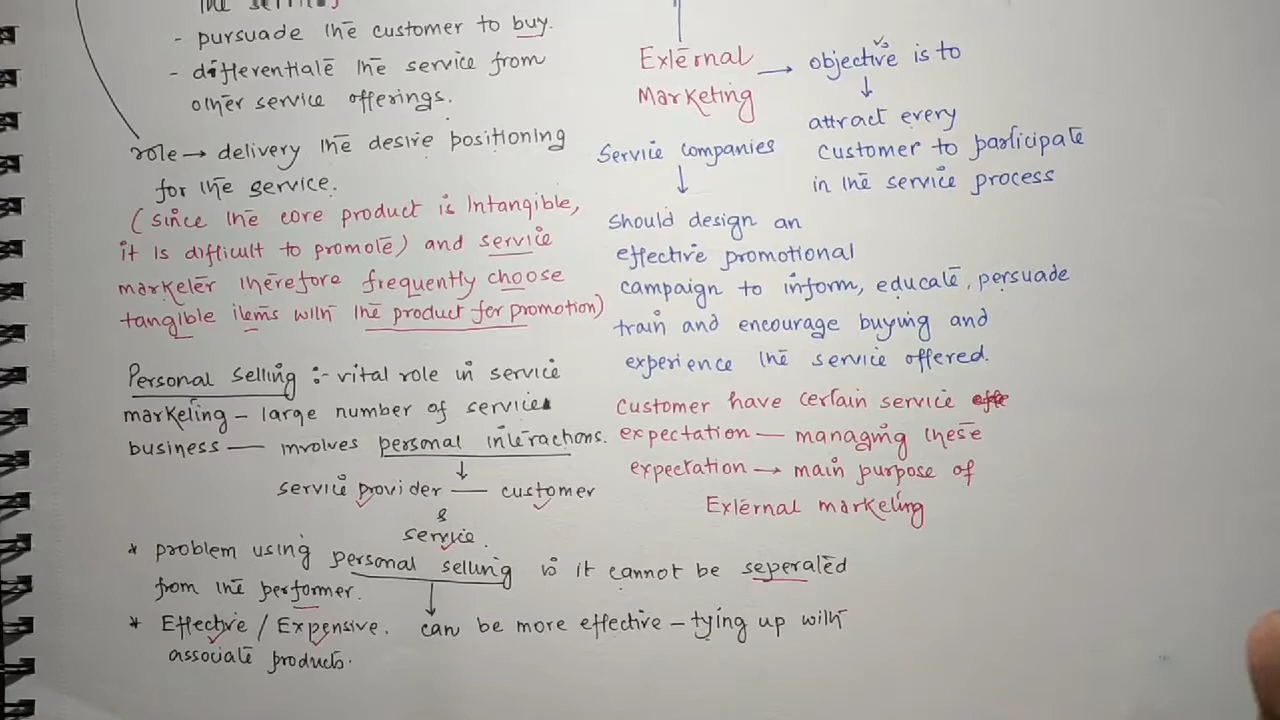 the
- pursuade the customer to buy.
- differentiate the service from
other service offerings.
role → delivery the desire positioning
for the service.
(since the core product is Intangible,
it is difficult to promote) and service
marketer therefore frequently choose
tangible items with the product for promotion)
Personal selling :- vital role in service
marketing – large number of service
business — involves personal interactions.
↓
service provider — customer
&
service.
* problem using personal selling is it cannot be seperated
from the performer.
* Effective / Expensive. can be more effective – tying up with
associate products.
External
Marketing → objective is to
↓
attract every
customer to participate
in the service process
Service companies
↓
should design an
effective promotional
campaign to inform, educate, persuade
train and encourage buying and
experience the service offered.
customer have certain service
expectation — managing these
expectation → main purpose of
External marketing